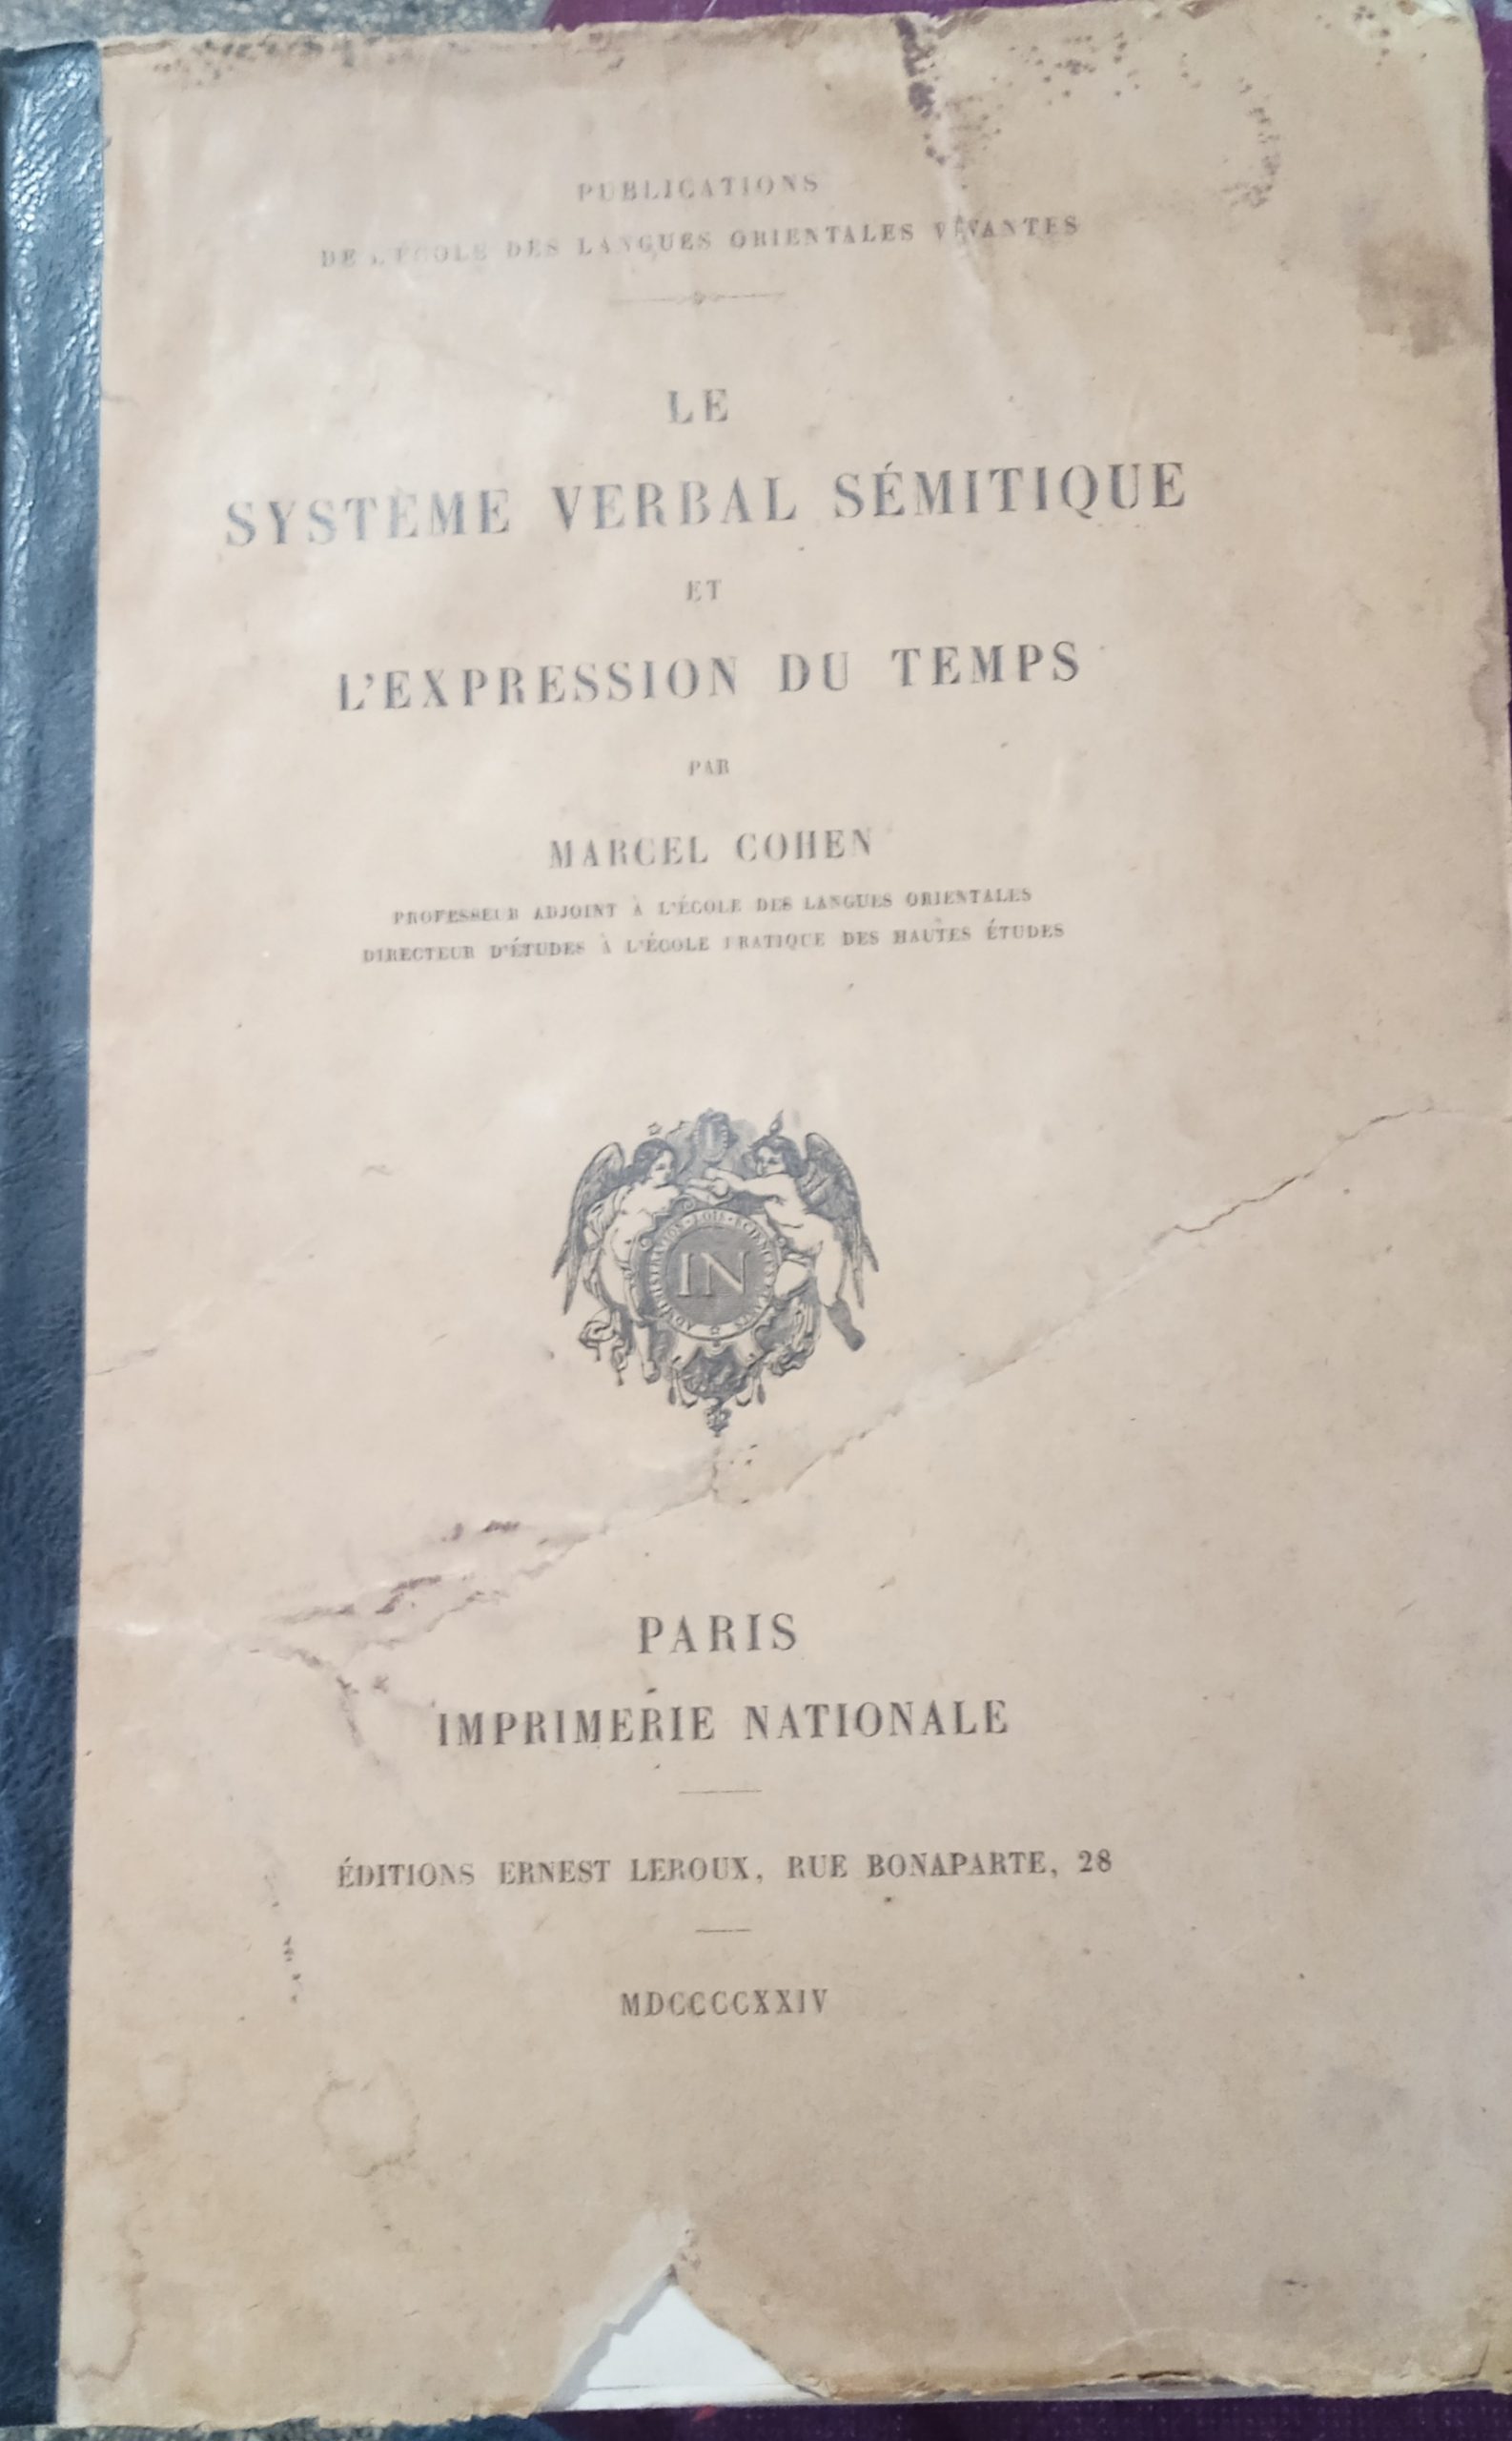 PUBLICATIONS
DE L'ÉCOLE DES LANGUES ORIENTALES VIVANTES
LE
SYSTÈME VERBAL SÉMITIQUE
ET
L'EXPRESSION DU TEMPS
PAR
MARCEL COHEN
PROFESSEUR ADJOINT À L'ÉCOLE DES LANGUES ORIENTALES
DIRECTEUR D'ÉTUDES À L'ÉCOLE PRATIQUE DES HAUTES ÉTUDES
IN
PARIS
IMPRIMERIE NATIONALE
ÉDITIONS ERNEST LEROUX, RUE BONAPARTE, 28
MDCCCCXXIV